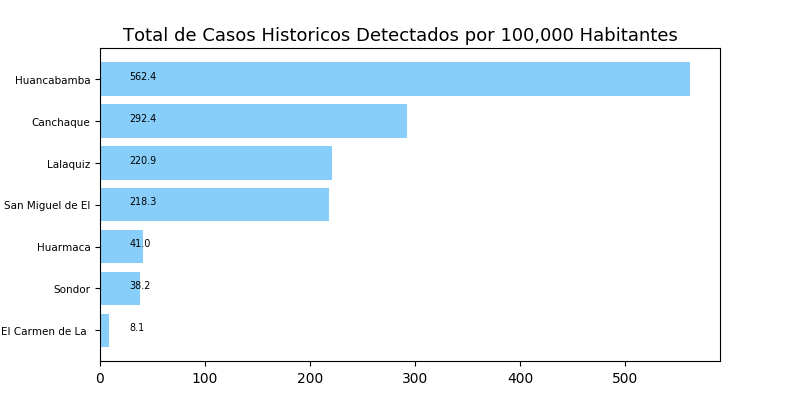 Total de Casos Historicos Detectados por 100,000 Habitantes
Huancabamba 562.4
Canchaque 292.4
Lalaquiz 220.9
San Miguel de El 218.3
Huarmaca 41.0
Sondor 38.2
El Carmen de La 8.1
0 100 200 300 400 500